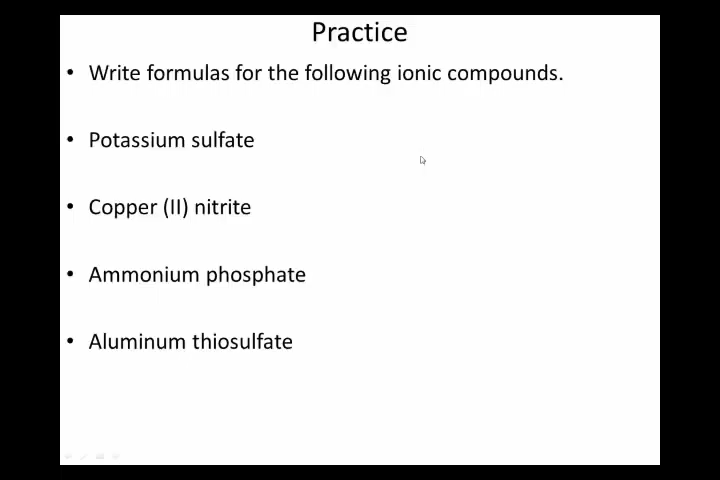 Practice
• Write formulas for the following ionic compounds.
• Potassium sulfate
• Copper (II) nitrite
• Ammonium phosphate
• Aluminum thiosulfate